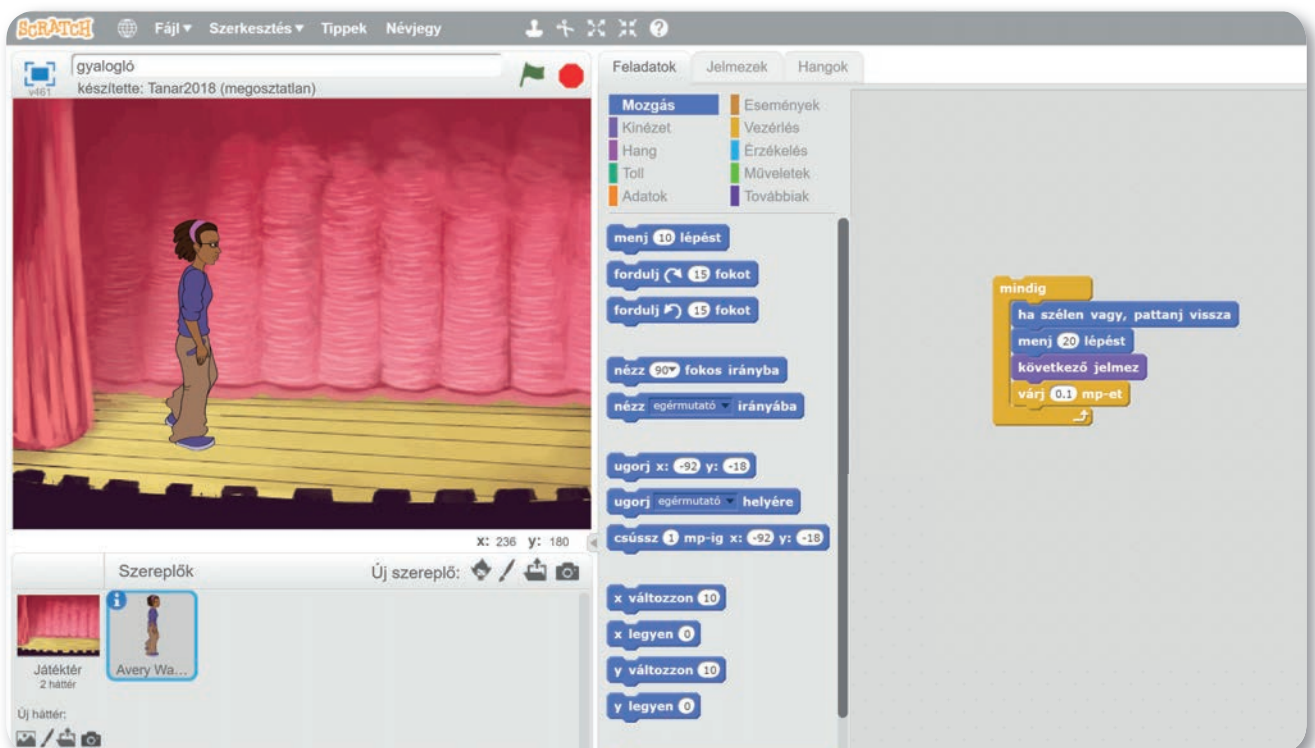 SCRATCH Fájl Szerkesztés Tippek Névjegy
v461
gyalogló
készítette: Tanar2018 (megosztatlan)
x: 236 y: 180
Szereplők
Új szereplő:
Játéktér
2 háttér
Avery Wa...
Új háttér:
Feladatok Jelmezek Hangok
Mozgás Események
Kinézet Vezérlés
Hang Érzékelés
Toll Műveletek
Adatok Továbbiak
menj 10 lépést
fordulj 15 fokot
fordulj 15 fokot
nézz 90 fokos irányba
nézz egérmutató irányába
ugorj x: -92 y: -18
ugorj egérmutató helyére
csússz 1 mp-ig x: -92 y: -18
x változzon 10
x legyen 0
y változzon 10
y legyen 0
mindig
ha szélen vagy, pattanj vissza
menj 20 lépést
következő jelmez
várj 0.1 mp-et